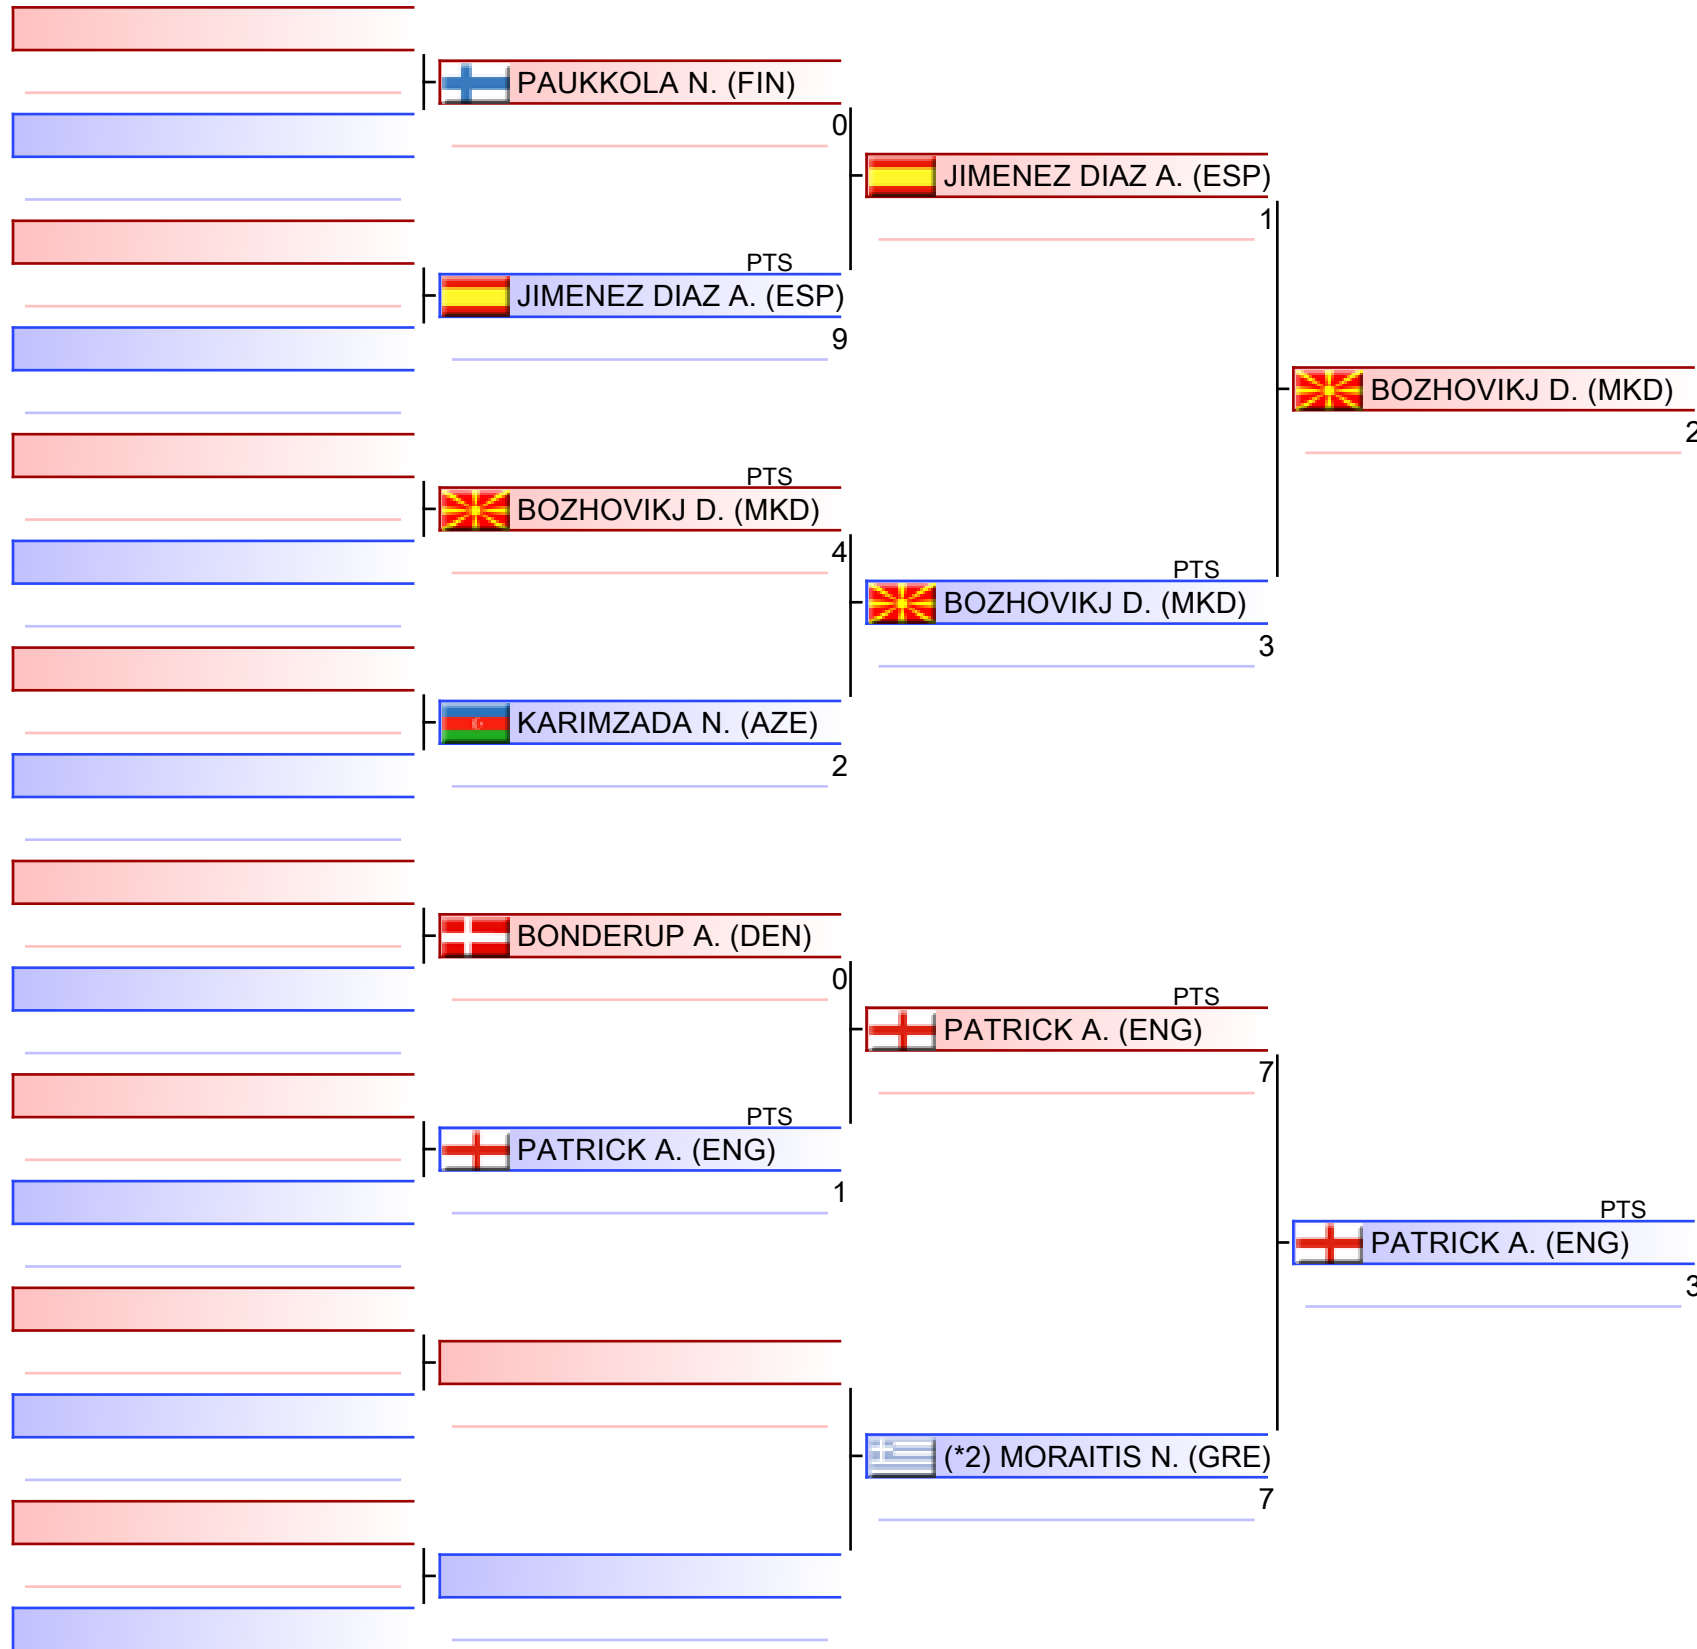 PAUKKOLA N. (FIN)
0
JIMENEZ DIAZ A. (ESP)
1
PTS
JIMENEZ DIAZ A. (ESP)
9
BOZHOVIKJ D. (MKD)
2
PTS
BOZHOVIKJ D. (MKD)
4
PTS
BOZHOVIKJ D. (MKD)
3
KARIMZADA N. (AZE)
2
BONDERUP A. (DEN)
0
PTS
PATRICK A. (ENG)
7
PTS
PATRICK A. (ENG)
1
PTS
PATRICK A. (ENG)
3
(*2) MORAITIS N. (GRE)
7